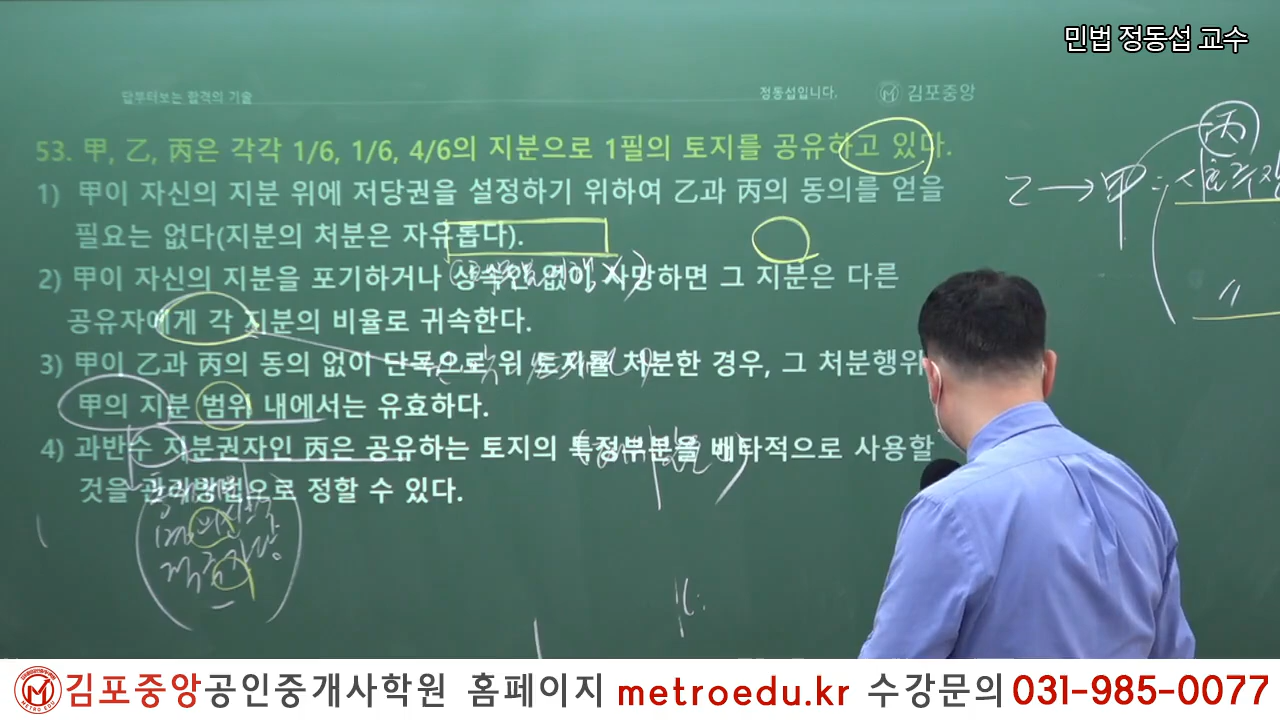 민법 정동섭 교수
답부터보는 합격의 기술
정동섭입니다. 김포중앙
53. 甲, 乙, 丙은 각각 1/6, 1/6, 4/6의 지분으로 1필의 토지를 공유하고 있다.
1) 甲이 자신의 지분 위에 저당권을 설정하기 위하여 乙과 丙의 동의를 얻을
필요는 없다(지분의 처분은 자유롭다).
2) 甲이 자신의 지분을 포기하거나 상속인 없이 사망하면 그 지분은 다른
공유자에게 각 지분의 비율로 귀속한다.
3) 甲이 乙과 丙의 동의 없이 단독으로 위 토지를 처분한 경우, 그 처분행위
甲의 지분 범위 내에서는 유효하다.
4) 과반수 지분권자인 丙은 공유하는 토지의 특정부분을 배타적으로 사용할
것을 관리방법으로 정할 수 있다.
丙
乙 → 甲 :
김포중앙공인중개사학원 홈페이지 metroedu.kr 수강문의 031-985-0077